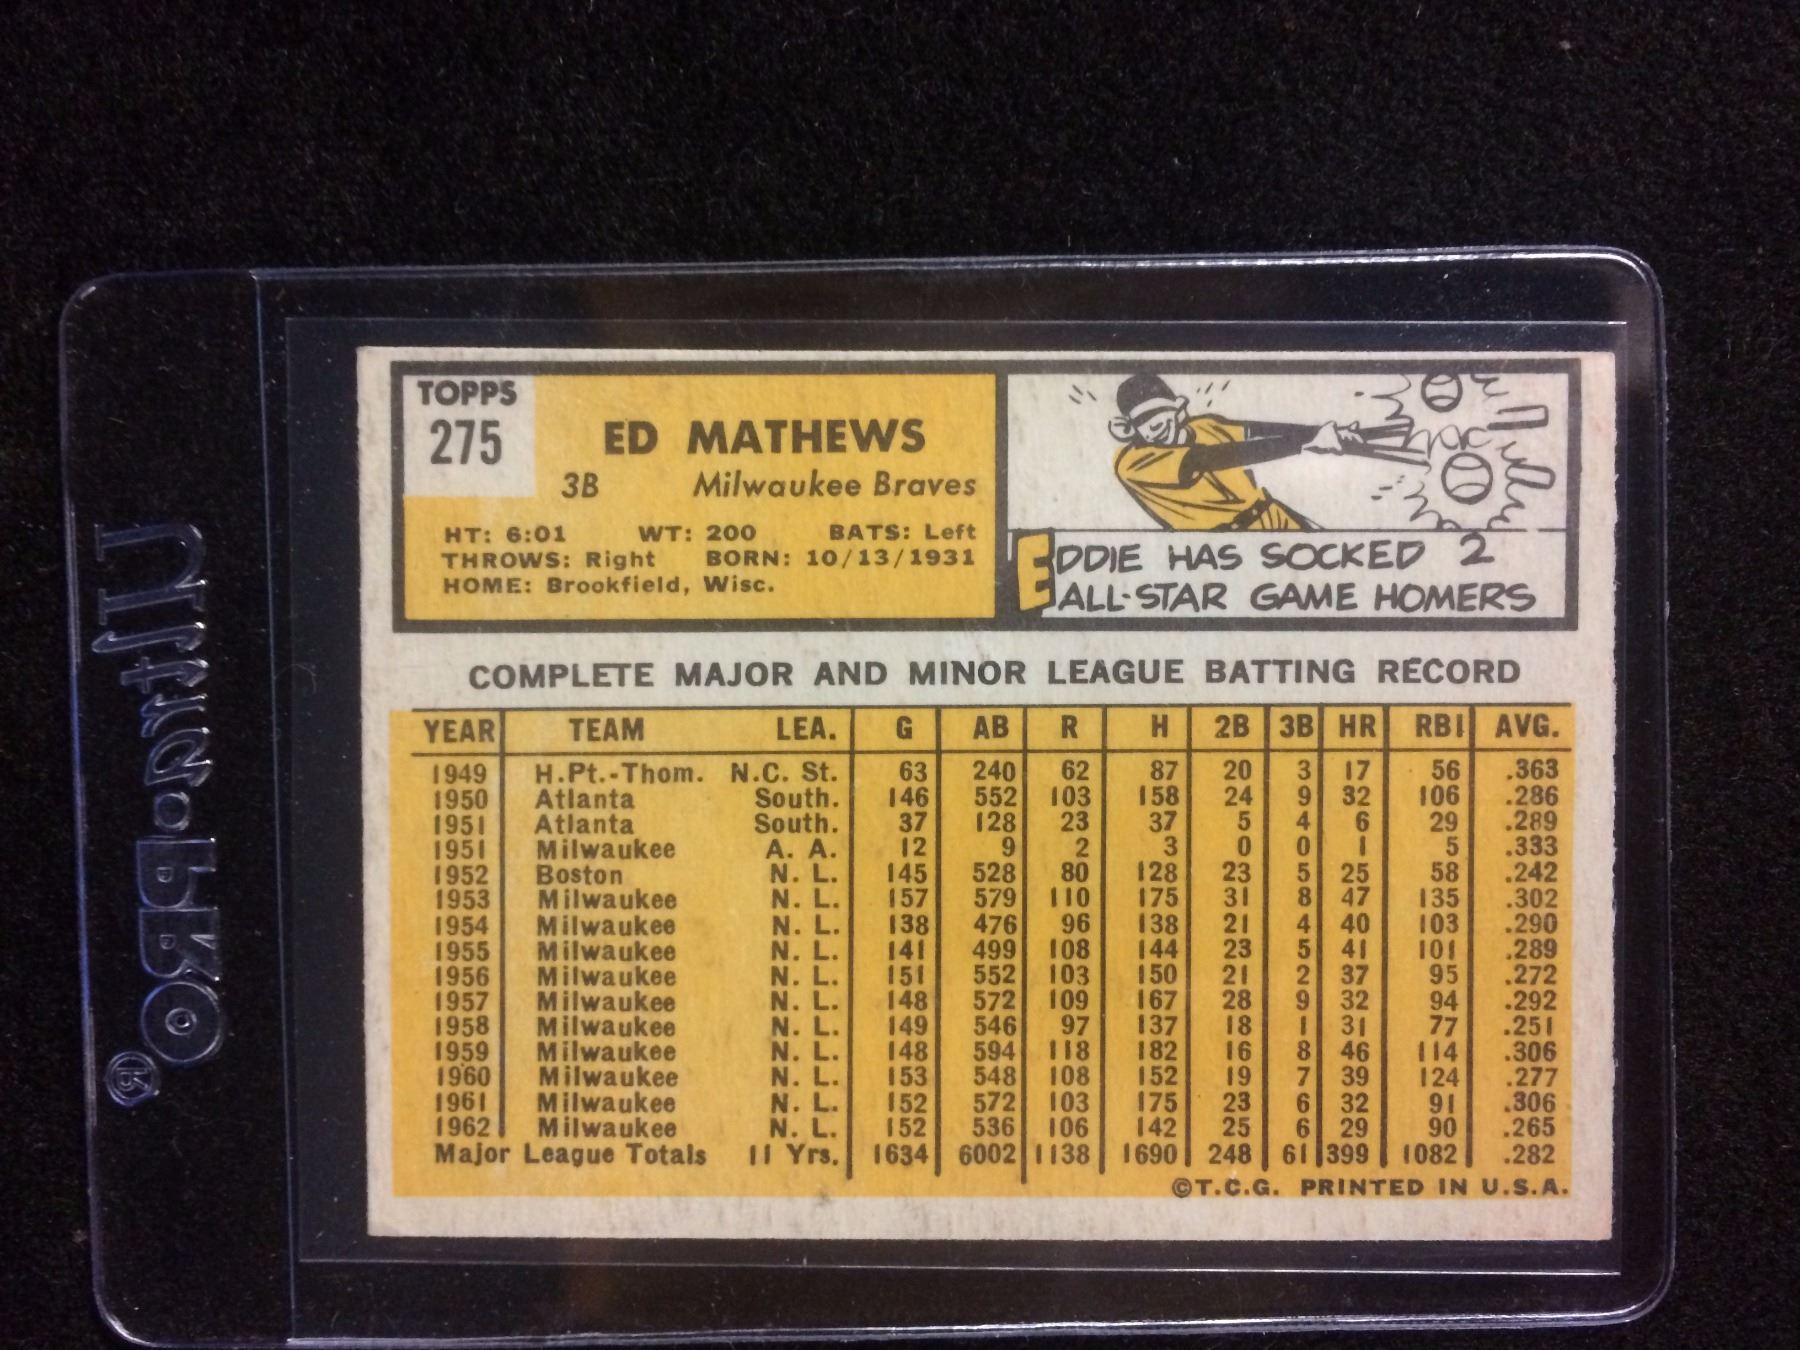 TOPPS
275
ED MATHEWS
3B Milwaukee Braves
HT: 6:01 WT: 200 BATS: Left
THROWS: Right BORN: 10/13/1931
HOME: Brookfield, Wisc.
EDDIE HAS SOCKED 2
ALL-STAR GAME HOMERS
COMPLETE MAJOR AND MINOR LEAGUE BATTING RECORD
YEAR TEAM LEA. G AB R H 2B 3B HR RBI AVG.
1949 H.Pt.-Thom. N.C. St. 63 240 62 87 20 3 17 56 .363
1950 Atlanta South. 146 552 103 158 24 9 32 106 .286
1951 Atlanta South. 37 128 23 37 5 4 6 29 .289
1951 Milwaukee A. A. 12 9 2 3 0 0 1 5 .333
1952 Boston N. L. 145 528 80 128 23 5 25 58 .242
1953 Milwaukee N. L. 157 579 110 175 31 8 47 135 .302
1954 Milwaukee N. L. 138 476 96 138 21 4 40 103 .290
1955 Milwaukee N. L. 141 499 108 144 23 5 41 101 .289
1956 Milwaukee N. L. 151 552 103 150 21 2 37 95 .272
1957 Milwaukee N. L. 148 572 109 167 28 9 32 94 .292
1958 Milwaukee N. L. 149 546 97 137 18 1 31 77 .251
1959 Milwaukee N. L. 148 594 118 182 16 8 46 114 .306
1960 Milwaukee N. L. 153 548 108 152 19 7 39 124 .277
1961 Milwaukee N. L. 152 572 103 175 23 6 32 91 .306
1962 Milwaukee N. L. 152 536 106 142 25 6 29 90 .265
Major League Totals 11 Yrs. 1634 6002 1138 1690 248 61 399 1082 .282
©T.C.G. PRINTED IN U.S.A.
Ultra·PRO®